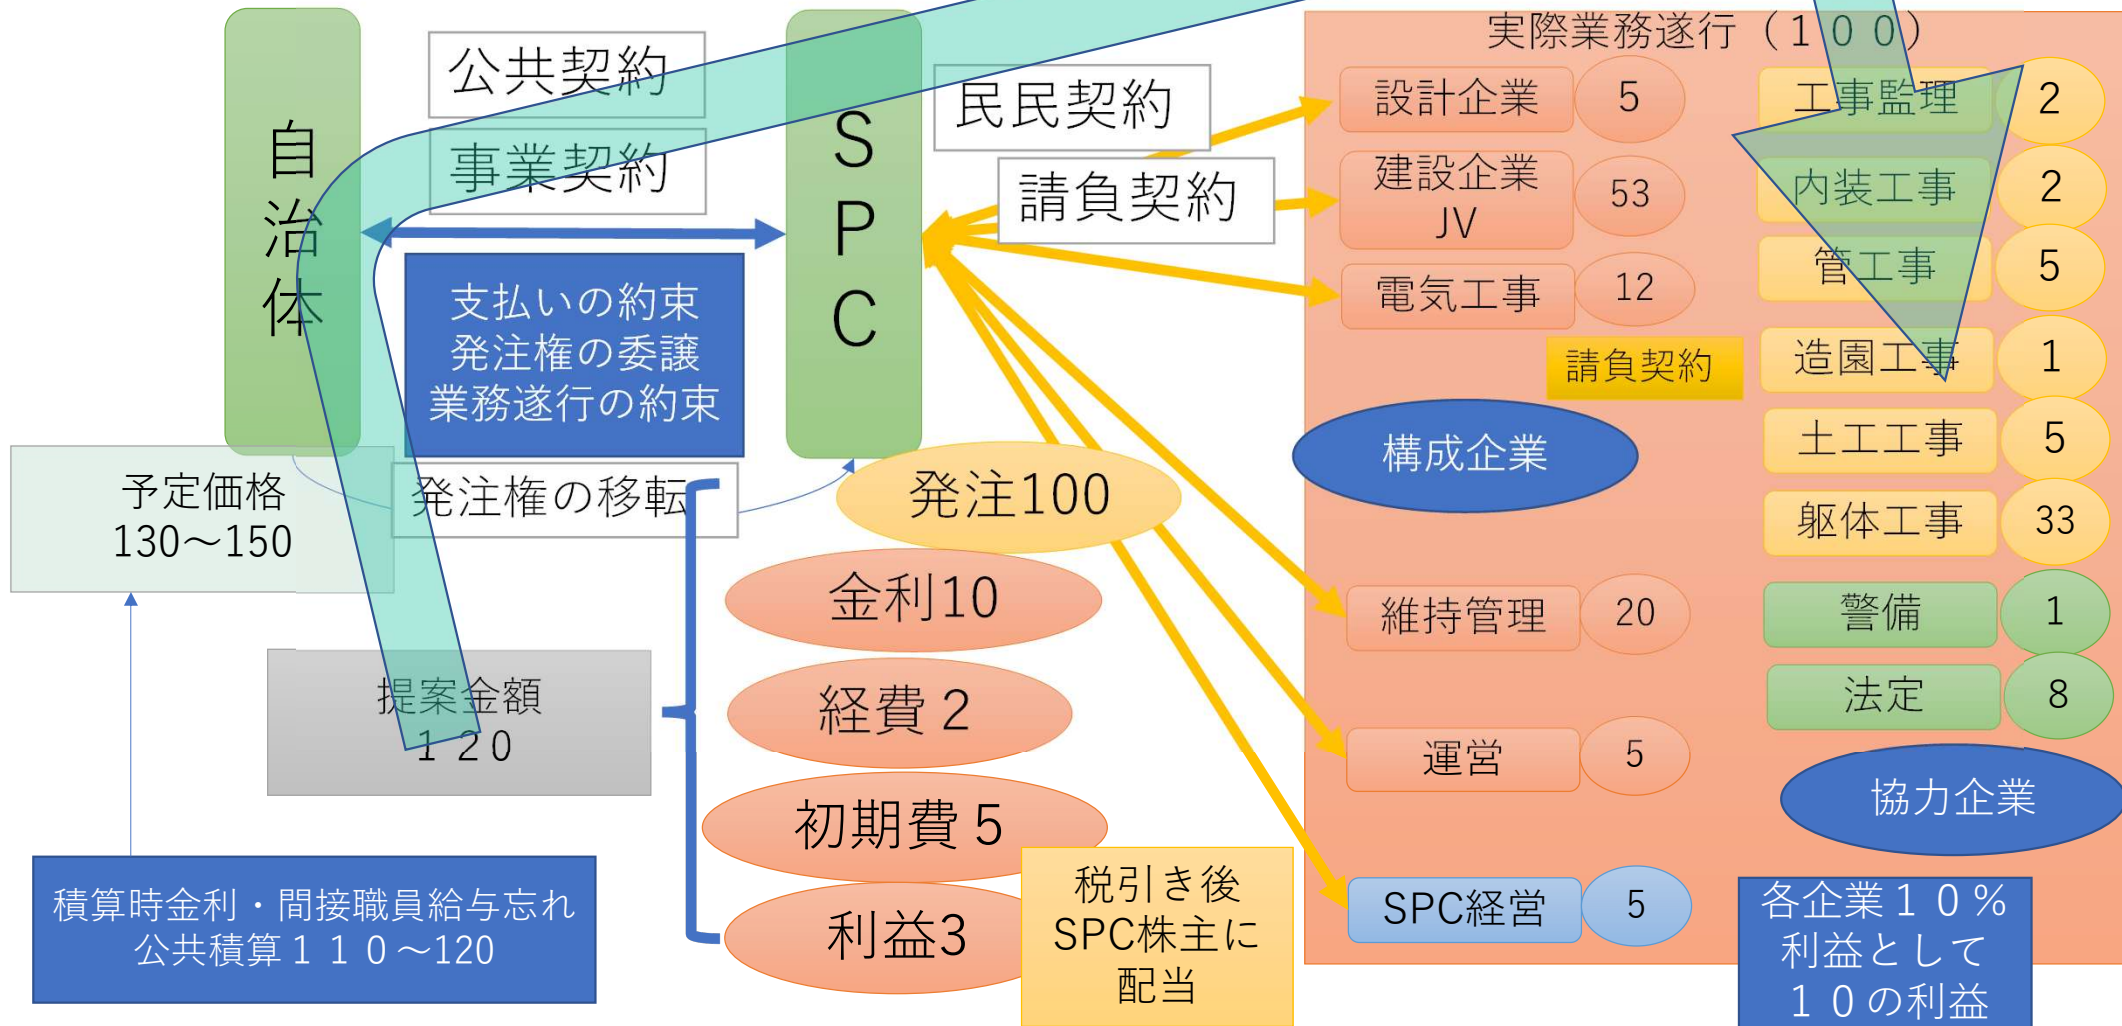 自
治
体
公共契約
事業契約
支払いの約束
発注権の委譲
業務遂行の約束
発注権の移転
予定価格
130～150
提案金額
１２０
積算時金利・間接職員給与忘れ
公共積算１１０～120
S
P
C
発注100
金利10
経費２
初期費５
利益3
税引き後
SPC株主に
配当
民民契約
請負契約
実際業務遂行（１００）
設計企業
5
建設企業
JV
53
電気工事
12
請負契約
構成企業
維持管理
20
運営
5
SPC経営
5
工事監理
2
内装工事
2
管工事
5
造園工事
1
土工工事
5
躯体工事
33
警備
1
法定
8
協力企業
各企業１０％
利益として
１０の利益